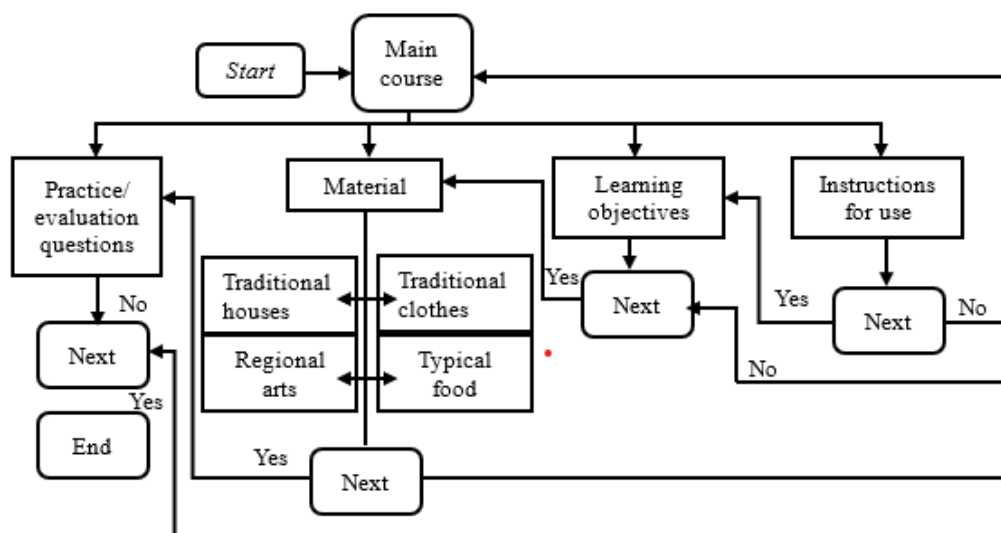 Start
Main
course
Practice/
evaluation
questions
Material
Learning
objectives
Instructions
for use
Traditional
houses
Traditional
clothes
Yes
Next
Yes
Next
No
No
Next
Regional
arts
Typical
food
No
Yes
End
Yes
Next